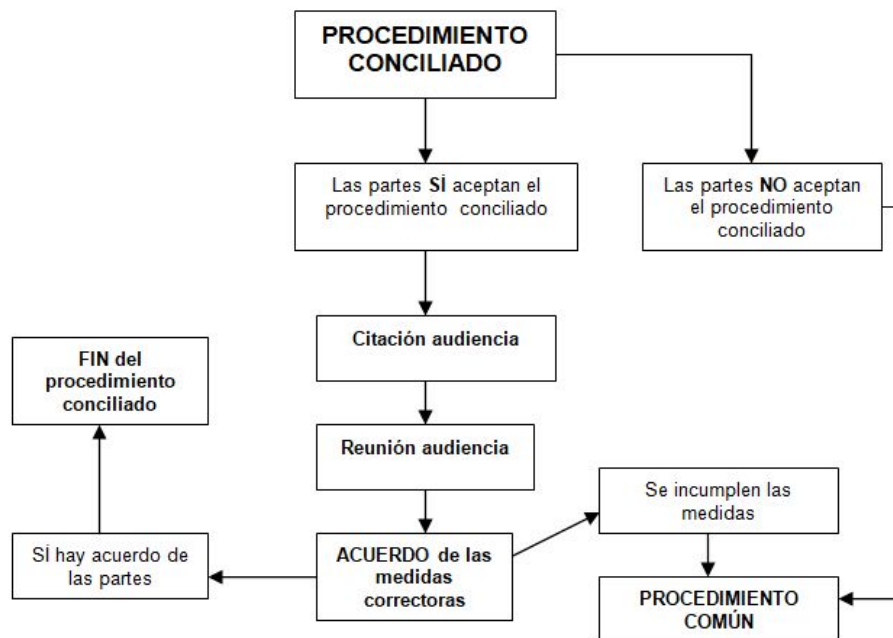 PROCEDIMIENTO
CONCILIADO
Las partes SÍ aceptan el
procedimiento conciliado
Las partes NO aceptan
el procedimiento
conciliado
Citación audiencia
FIN del
procedimiento
conciliado
Reunión audiencia
Se incumplen las
medidas
SÍ hay acuerdo de
las partes
ACUERDO de las
medidas
correctoras
PROCEDIMIENTO
COMÚN